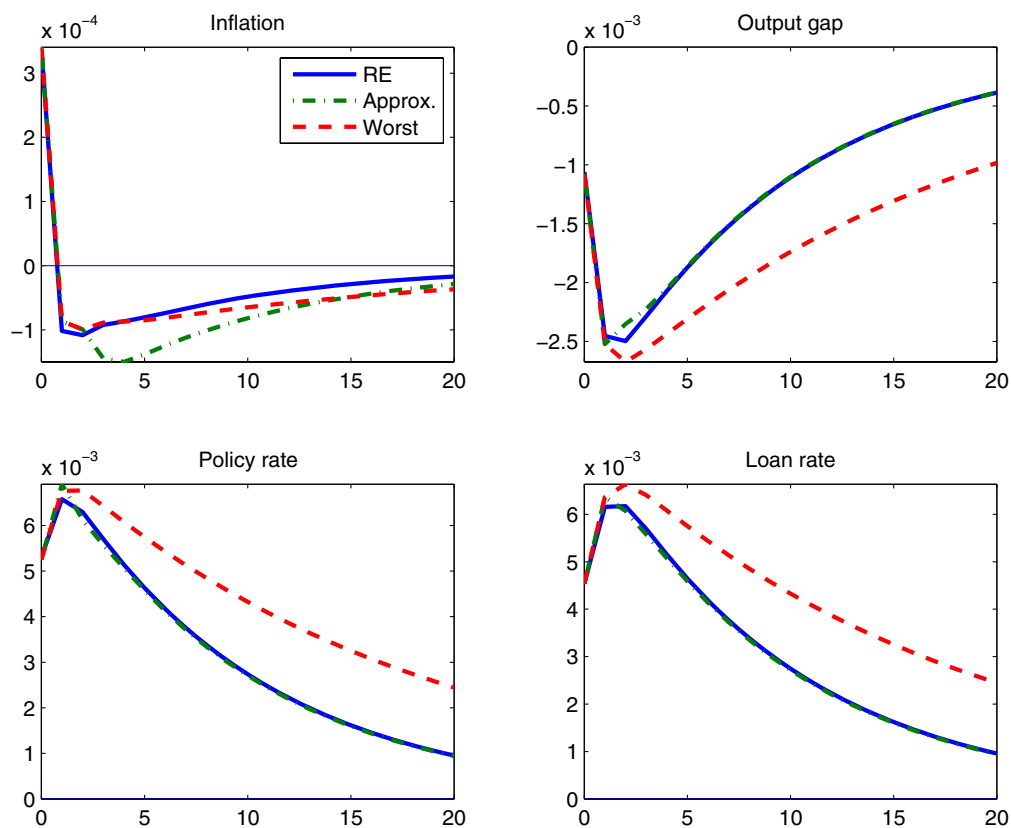 Inflation
x 10⁻⁴
3
2
1
0
−1
0 5 10 15 20
RE
Approx.
Worst
Output gap
x 10⁻³
0
−0.5
−1
−1.5
−2
−2.5
0 5 10 15 20
Policy rate
x 10⁻³
6
5
4
3
2
1
0
0 5 10 15 20
Loan rate
x 10⁻³
6
5
4
3
2
1
0
0 5 10 15 20